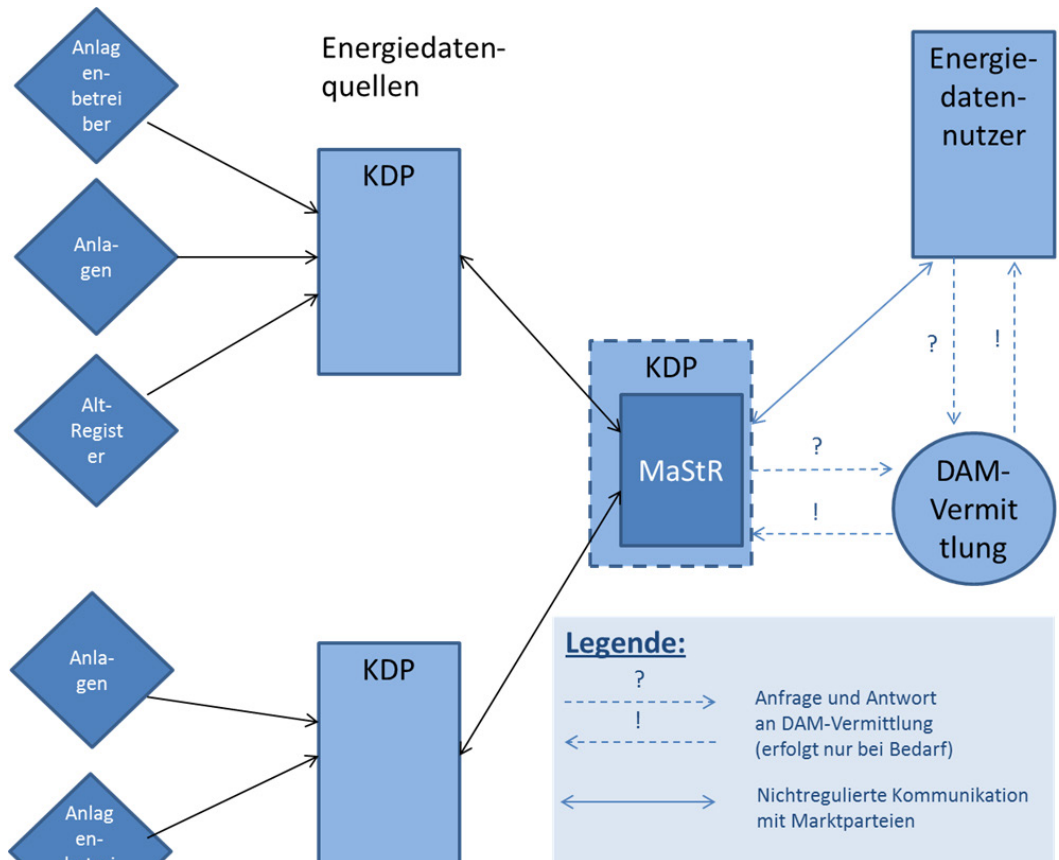 Anlag
en-
betrei
ber
Energiedaten-
quellen
Energie-
daten-
nutzer
KDP
Anla-
gen
?
!
KDP
Alt-
Regist
er
MaStR
?
!
DAM-
Vermit
tlung
Anla-
gen
KDP
Anlag
en-
Legende:
?
!
Anfrage und Antwort
an DAM-Vermittlung
(erfolgt nur bei Bedarf)
Nichtregulierte Kommunikation
mit Marktparteien